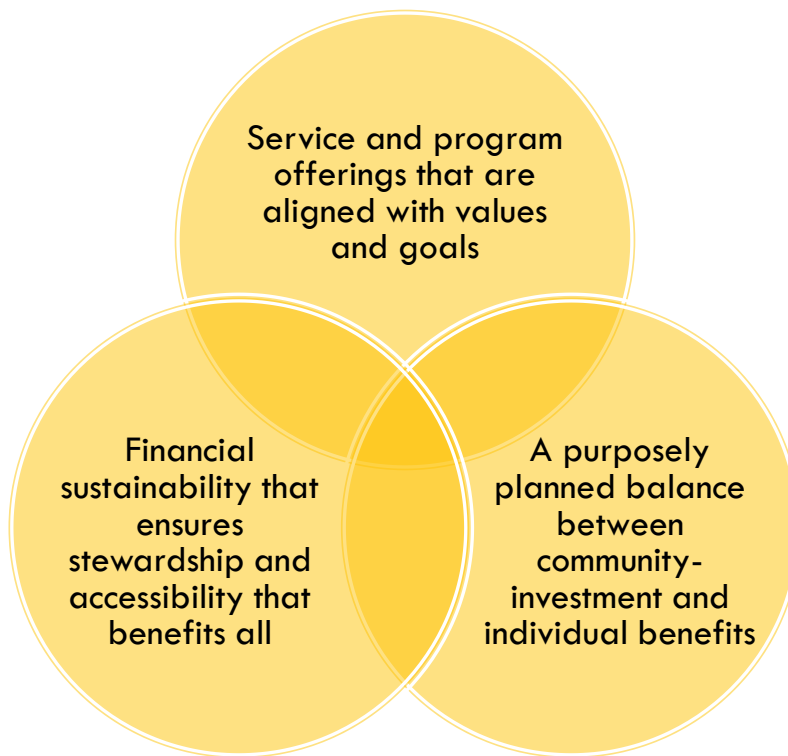 Service and program
offerings that are
aligned with values
and goals
Financial
sustainability that
ensures
stewardship and
accessibility that
benefits all
A purposely
planned balance
between
community-
investment and
individual benefits